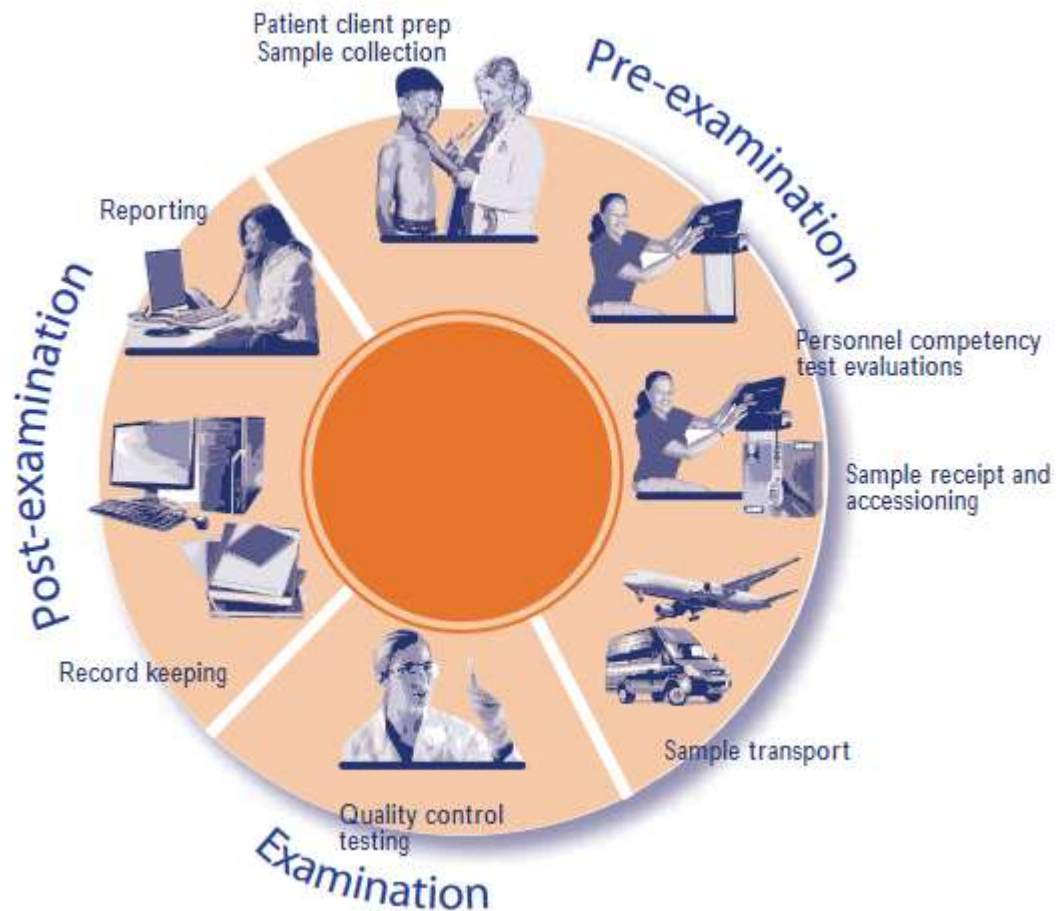 Patient client prep
Sample collection
Pre-examination
Personnel competency
test evaluations
Sample receipt and
accessioning
Sample transport
Quality control
testing
Examination
Record keeping
Post-examination
Reporting